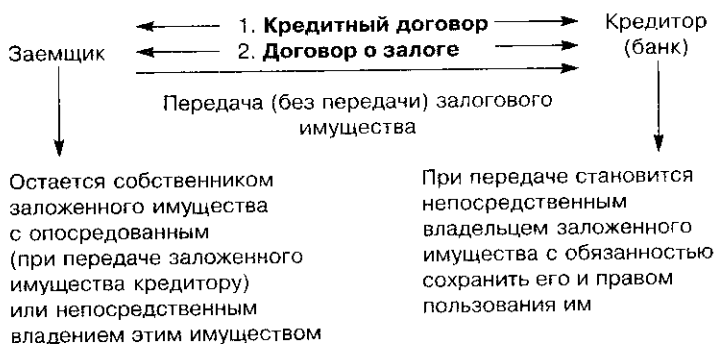 1. Кредитный договор
Кредитор
Заемщик
2. Договор о залоге
(банк)
Передача (без передачи) залогового
имущества
Остается собственником
заложенного имущества
с опосредованным
(при передаче заложенного
имущества кредитору)
или непосредственным
владением этим имуществом
При передаче становится
непосредственным
владельцем заложенного
имущества с обязанностью
сохранить его и правом
пользования им